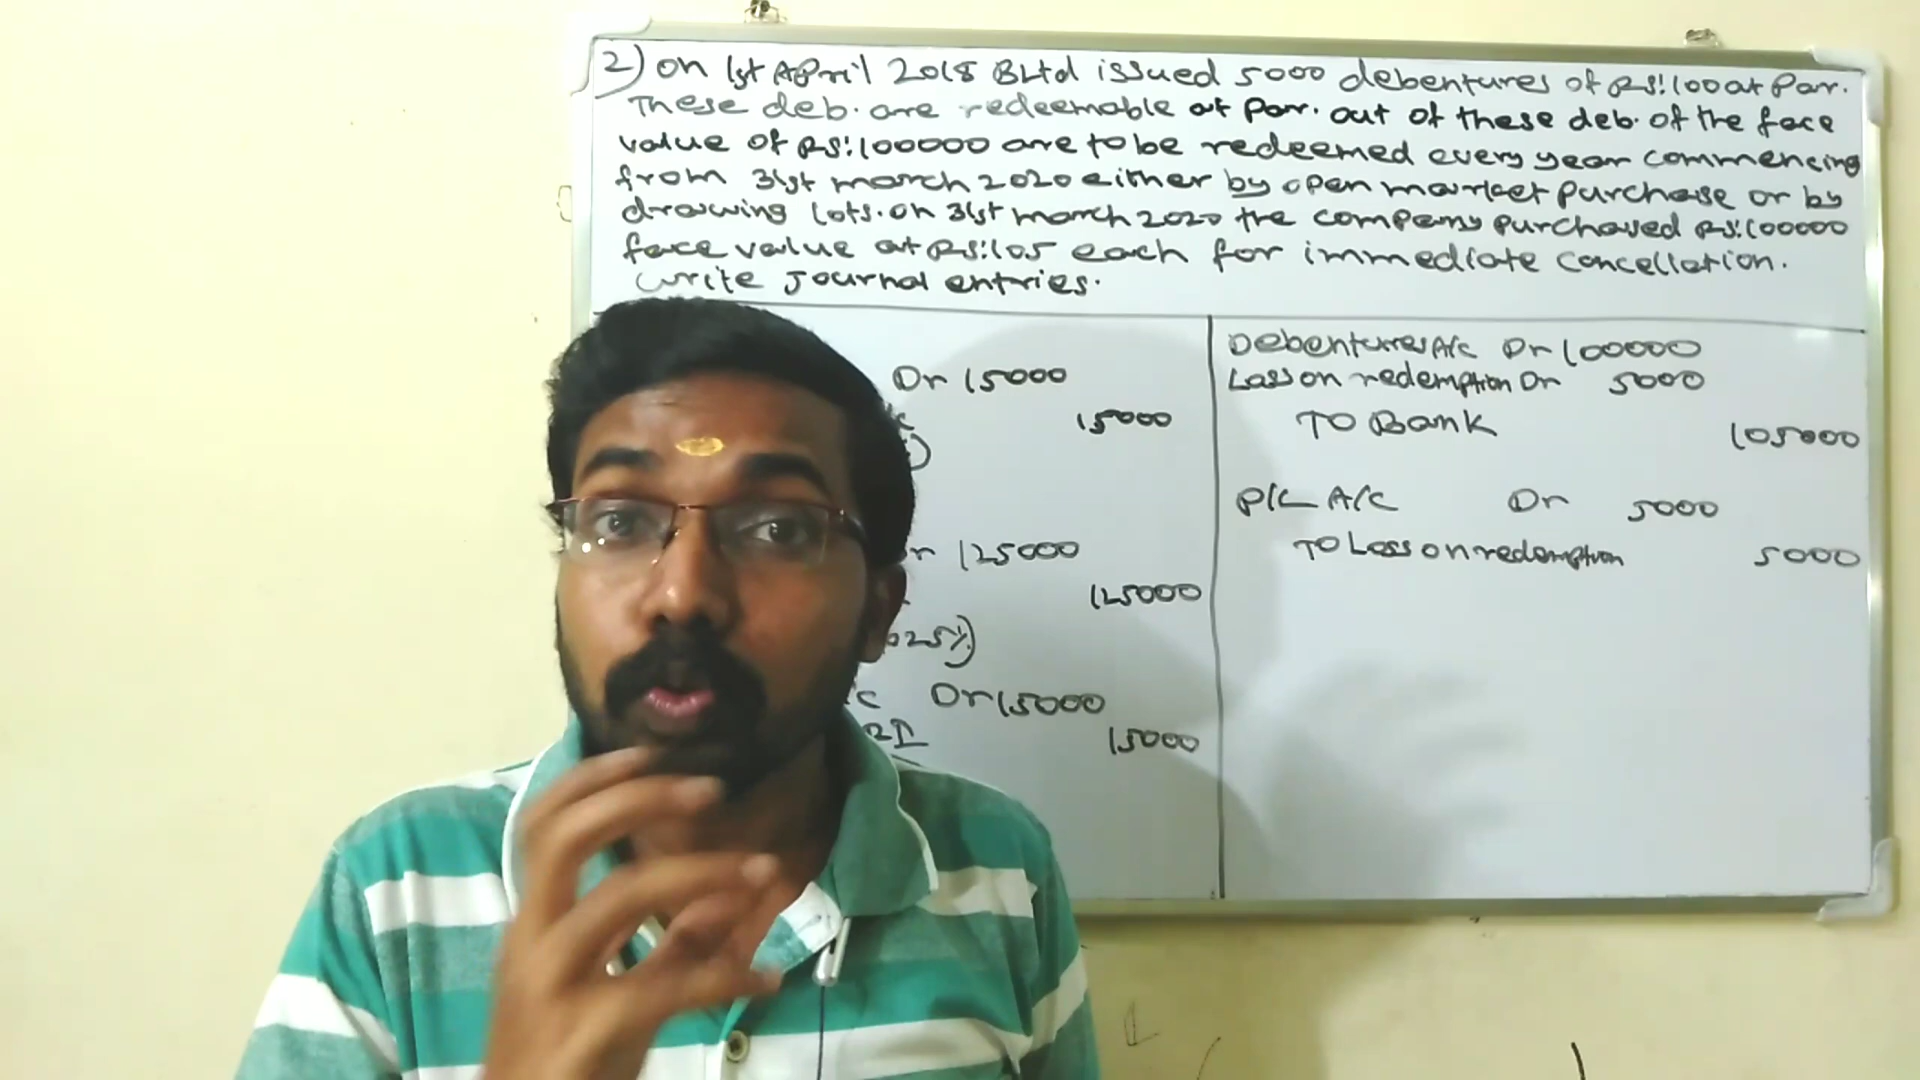 2) On 1st April 2018 B Ltd issued 5000 debentures of Rs:100 at Par.
These deb. are redeemable at Par. out of these deb. of the face
value of Rs:100000 are to be redeemed every year commencing
from 31st march 2020 either by open market purchase or by
drawing lots. on 31st march 2020 the company purchased Rs:100000
face value at Rs:105 each for immediate cancellation.
write Journal entries.
Dr 15000
15000
)
125000
125000
25%)
Dr 15000
15000
Debentures A/c Dr 100000
Loss on redemption Dr 5000
To Bank 105000
P/L A/C Dr 5000
To Loss on redemption 5000